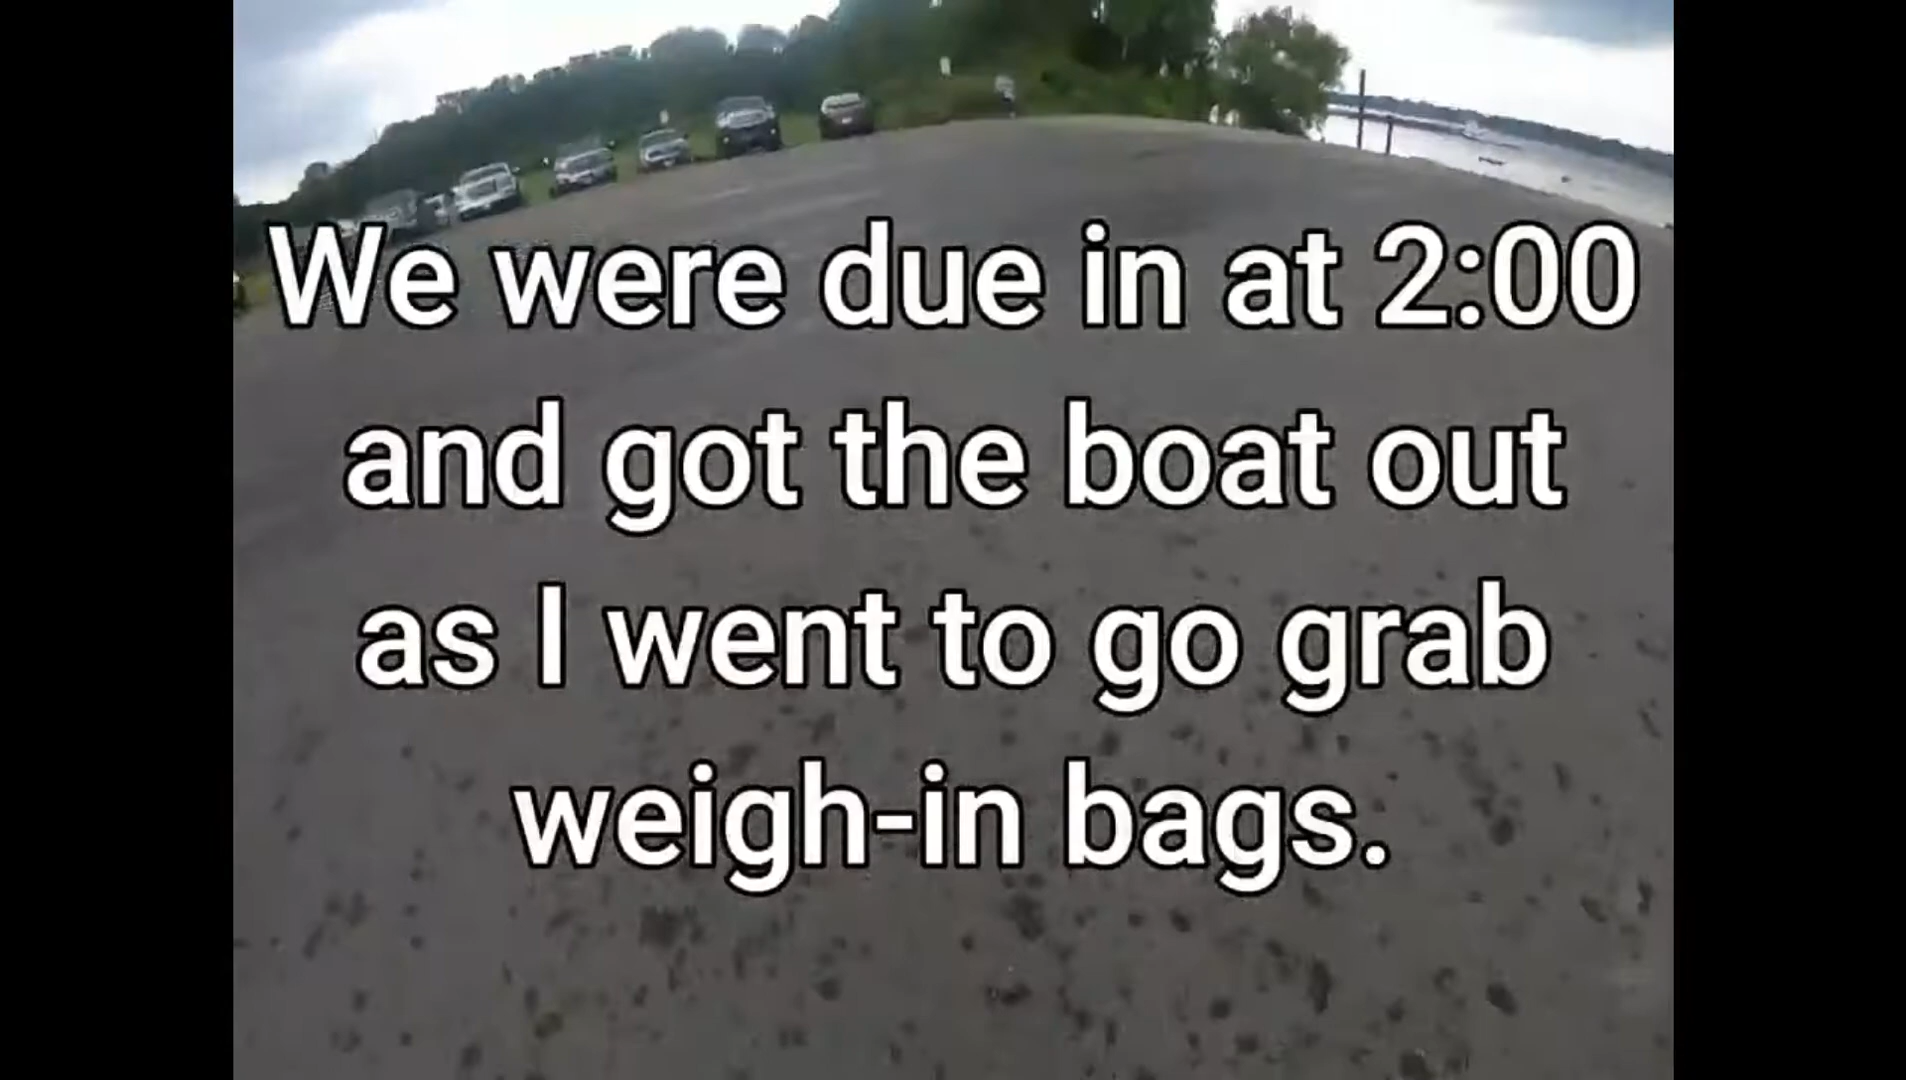 We were due in at 2:00
and got the boat out
as I went to go grab
weigh-in bags.